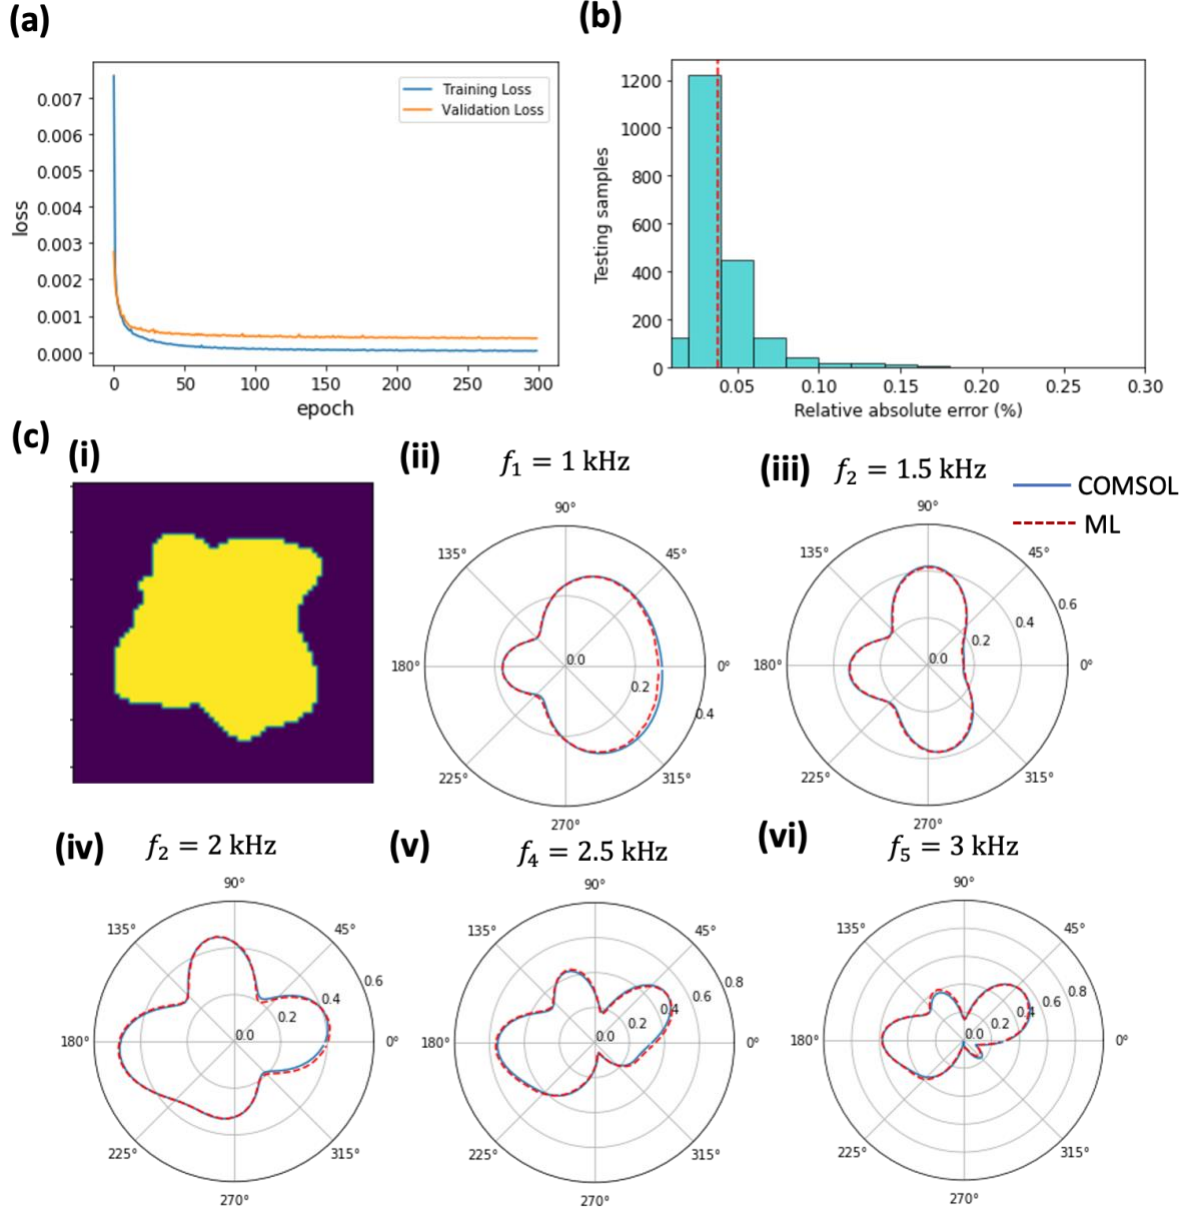 (a)
0.007
0.006
0.005
0.004
0.003
0.002
0.001
0.000
loss
Training Loss
Validation Loss
0 50 100 150 200 250 300
epoch
(b)
1200
1000
800
600
400
200
0
Testing samples
0.05 0.10 0.15 0.20 0.25 0.30
Relative absolute error (%)
(c)
(i)
(ii) f₁ = 1 kHz
90°
135° 45°
180° 0.0 0°
0.2
0.4
225° 315°
270°
(iii) f₂ = 1.5 kHz
COMSOL
ML
90°
135° 45°
0.6
0.4
0.2
180° 0.0 0°
225° 315°
270°
(iv) f₂ = 2 kHz
90°
135° 45°
0.6
0.4
0.2
180° 0.0 0°
225° 315°
270°
(v) f₄ = 2.5 kHz
90°
135° 45°
0.8
0.6
0.4
0.2
180° 0.0 0°
225° 315°
270°
(vi) f₅ = 3 kHz
90°
135° 45°
0.8
0.6
0.4
0.2
180° 0.0 0°
225° 315°
270°